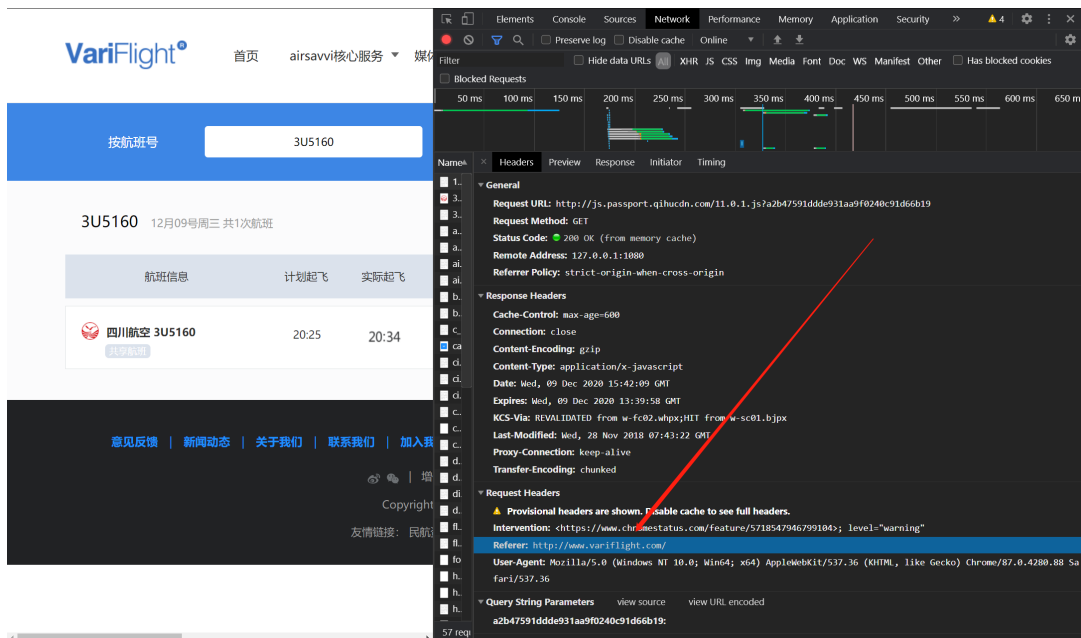 VariFlight
首页 airsavvi核心服务
按航班号 3U5160
3U5160 12月09号周三 共1次航班
航班信息 计划起飞 实际起飞
四川航空 3U5160 20:25 20:34
共享航班
意见反馈 | 新闻动态 | 关于我们 | 联系我们 |
Copyright
友情链接:
Elements Console Sources Network Performance Memory Application Security » 4
Preserve log Disable cache Online
Filter Hide data URLs All XHR JS CSS Img Media Font Doc WS Manifest Other Has blocked cookies
Blocked Requests
50 ms 100 ms 150 ms 200 ms 250 ms 300 ms 350 ms 400 ms 450 ms 500 ms 550 ms 600 ms 650 m
Name × Headers Preview Response Initiator Timing
1..
3..
3..
a..
a..
ai.
ai.
b..
b..
c_
ca
ci.
ci.
ci.
c..
c..
c..
d..
d..
di.
d..
fl..
fl..
fo
h..
h..
h..
57 requ
General
Request URL: http://js.passport.qihucdn.com/11.0.1.js?a2b47591ddde931aa9f0240c91d66b19
Request Method: GET
Status Code: 200 OK (from memory cache)
Remote Address: 127.0.0.1:1080
Referrer Policy: strict-origin-when-cross-origin
Response Headers
Cache-Control: max-age=600
Connection: close
Content-Encoding: gzip
Content-Type: application/x-javascript
Date: Wed, 09 Dec 2020 15:42:09 GMT
Expires: Wed, 09 Dec 2020 13:39:58 GMT
KCS-Via: REVALIDATED from w-fc02.whpx;HIT from w-sc01.bjpx
Last-Modified: Wed, 28 Nov 2018 07:43:22 GMT
Proxy-Connection: keep-alive
Transfer-Encoding: chunked
Request Headers
Provisional headers are shown. Disable cache to see full headers.
Intervention: <https://www.chromestatus.com/feature/5718547946799104>; level="warning"
Referer: http://www.variflight.com/
User-Agent: Mozilla/5.0 (Windows NT 10.0; Win64; x64) AppleWebKit/537.36 (KHTML, like Gecko) Chrome/87.0.4280.88 Sa
fari/537.36
Query String Parameters view source view URL encoded
a2b47591ddde931aa9f0240c91d66b19: